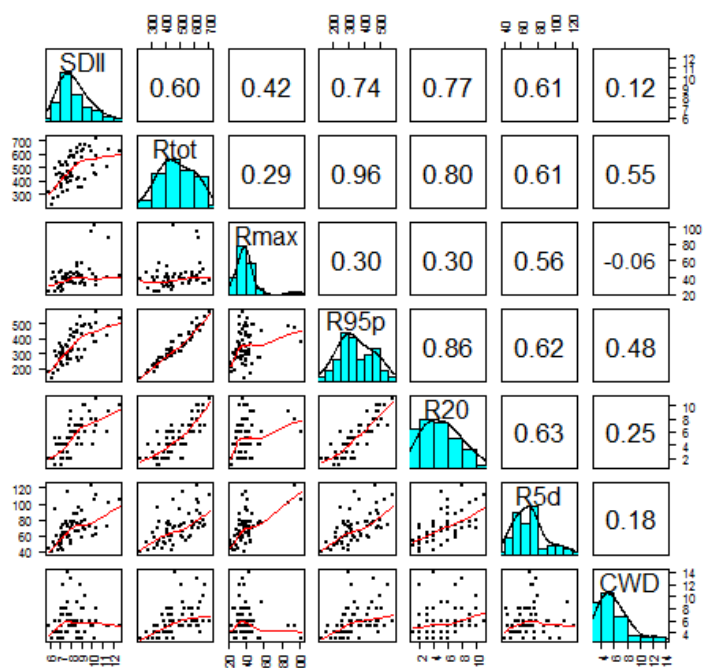 300 400 500 600 700 200 300 400 500 40 60 80 100 120
SDII 0.60 0.42 0.74 0.77 0.61 0.12 6 7 8 9 10 11 12
300 400 500 600 700 Rtot 0.29 0.96 0.80 0.61 0.55
Rmax 0.30 0.30 0.56 -0.06 20 40 60 80 100
200 300 400 500 R95p 0.86 0.62 0.48
R20 0.63 0.25 2 4 6 8 10
40 60 80 100 120 R5d 0.18
CWD 4 6 8 10 12 14
6 7 8 9 10 12 20 40 60 80 2 4 6 8 10 4 6 8 10 14